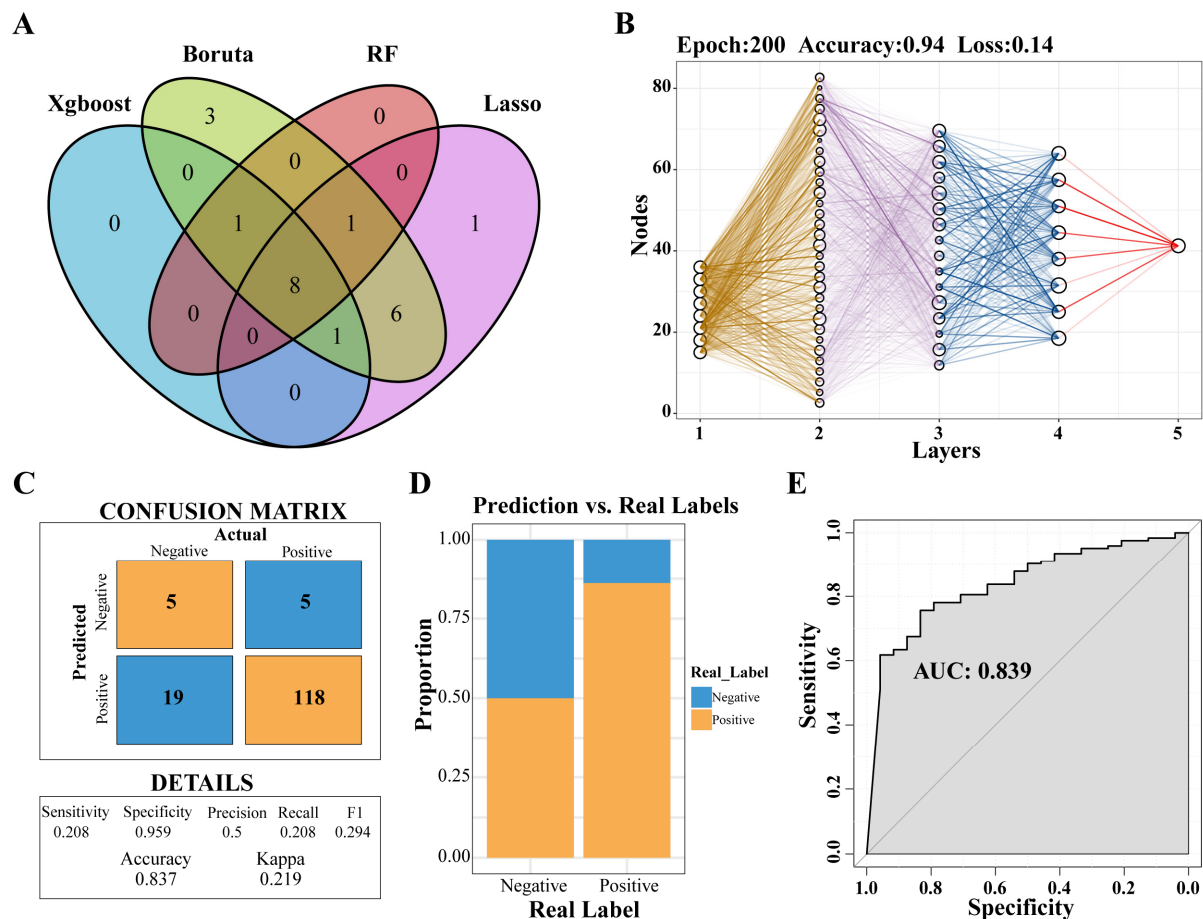 A
Boruta
RF
Xgboost
Lasso
3
0
0
0
0
0
1
1
0
1
8
0
6
0
1
0
B
Epoch:200 Accuracy:0.94 Loss:0.14
Nodes
80
60
40
20
0
1
2
3
4
5
Layers
C
CONFUSION MATRIX
Actual
Negative
Positive
Predicted
Negative
5
5
Positive
19
118
DETAILS
Sensitivity Specificity Precision Recall F1
0.208 0.959 0.5 0.208 0.294
Accuracy Kappa
0.837 0.219
D
Prediction vs. Real Labels
Proportion
1.00
0.75
0.50
0.25
0.00
Negative
Positive
Real Label
Real_Label
Negative
Positive
E
Sensitivity
1.0
0.8
0.6
0.4
0.2
0.0
AUC: 0.839
1.0
0.8
0.6
0.4
0.2
0.0
Specificity